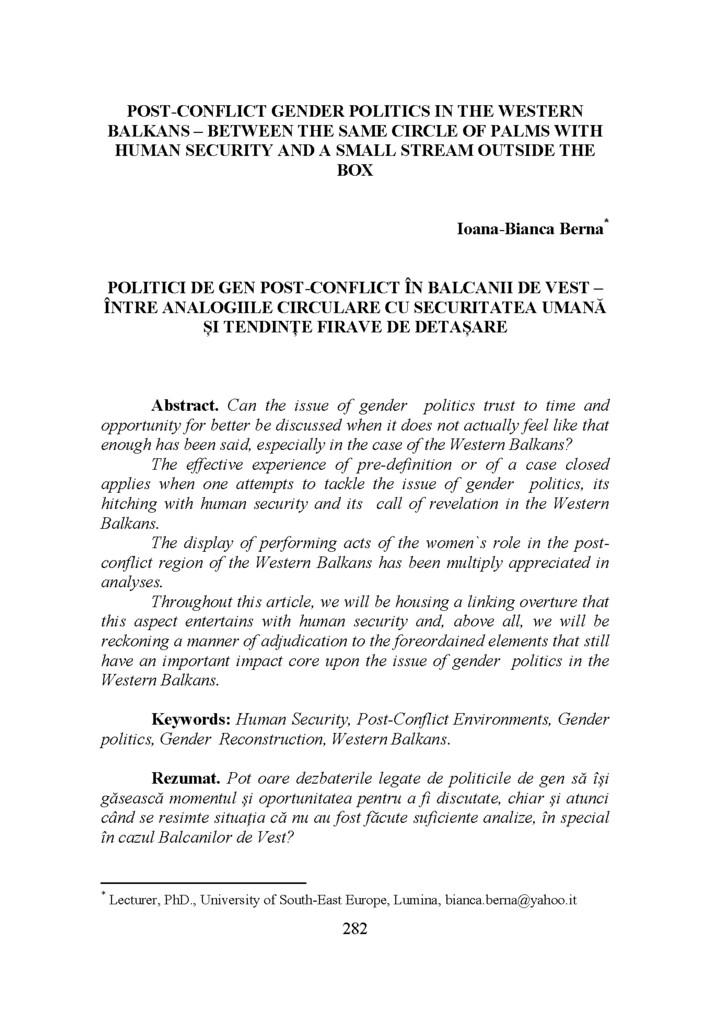 POST-CONFLICT GENDER POLITICS IN THE WESTERN
BALKANS – BETWEEN THE SAME CIRCLE OF PALMS WITH
HUMAN SECURITY AND A SMALL STREAM OUTSIDE THE
BOX
Ioana-Bianca Berna*
POLITICI DE GEN POST-CONFLICT ÎN BALCANII DE VEST –
ÎNTRE ANALOGIILE CIRCULARE CU SECURITATEA UMANĂ
ȘI TENDINȚE FIRAVE DE DETAȘARE
Abstract. Can the issue of gender politics trust to time and
opportunity for better be discussed when it does not actually feel like that
enough has been said, especially in the case of the Western Balkans?
The effective experience of pre-definition or of a case closed
applies when one attempts to tackle the issue of gender politics, its
hitching with human security and its call of revelation in the Western
Balkans.
The display of performing acts of the women`s role in the post-
conflict region of the Western Balkans has been multiply appreciated in
analyses.
Throughout this article, we will be housing a linking overture that
this aspect entertains with human security and, above all, we will be
reckoning a manner of adjudication to the foreordained elements that still
have an important impact core upon the issue of gender politics in the
Western Balkans.
Keywords: Human Security, Post-Conflict Environments, Gender
politics, Gender Reconstruction, Western Balkans.
Rezumat. Pot oare dezbaterile legate de politicile de gen să îşi
găsească momentul şi oportunitatea pentru a fi discutate, chiar şi atunci
când se resimte situaţia că nu au fost făcute suficiente analize, în special
în cazul Balcanilor de Vest?
* Lecturer, PhD., University of South-East Europe, Lumina, bianca.berna@yahoo.it
282